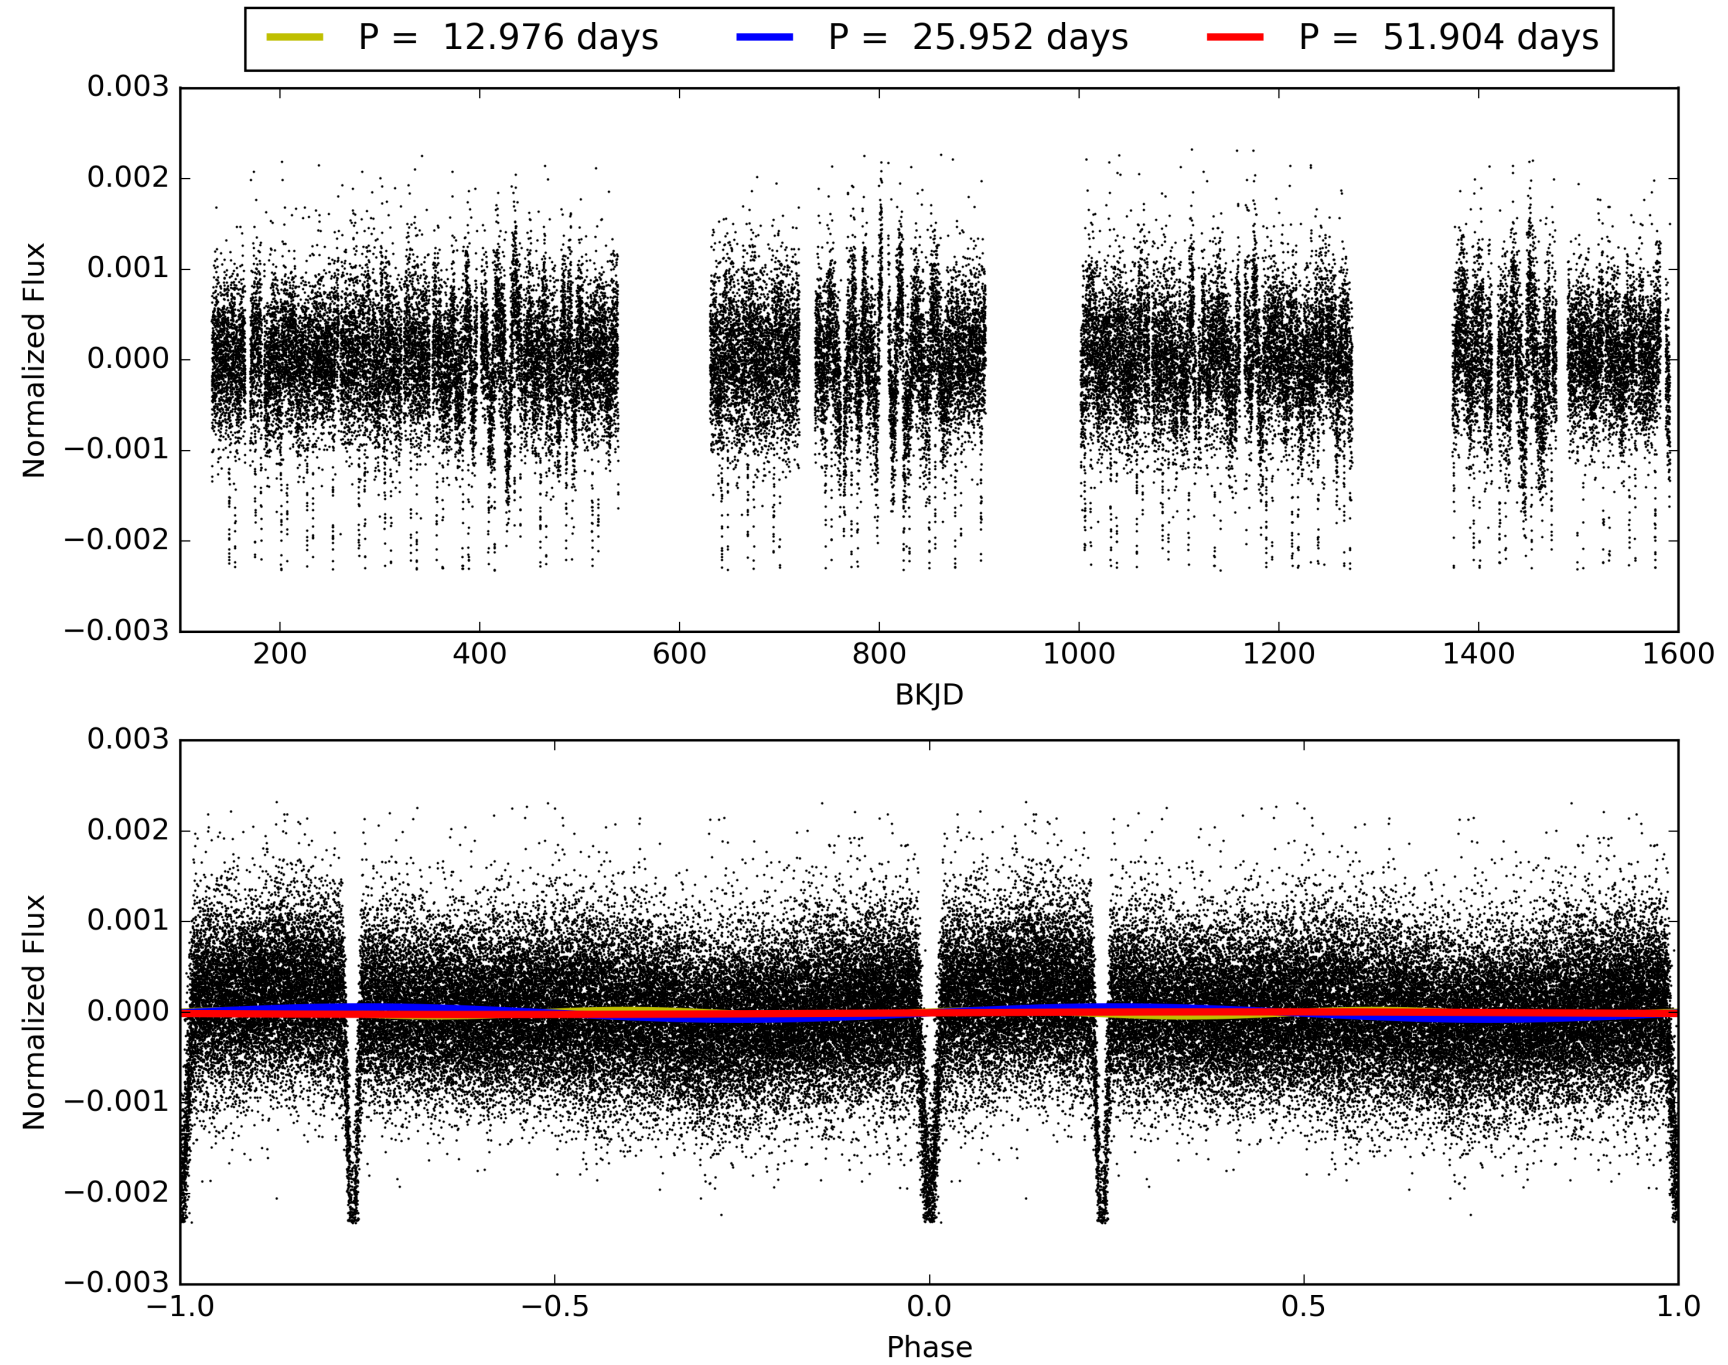 P = 12.976 days P = 25.952 days P = 51.904 days
0.003
0.002
0.001
0.000
−0.001
−0.002
−0.003
Normalized Flux
200 400 600 800 1000 1200 1400 1600
BKJD
0.003
0.002
0.001
0.000
−0.001
−0.002
−0.003
Normalized Flux
−1.0 −0.5 0.0 0.5 1.0
Phase